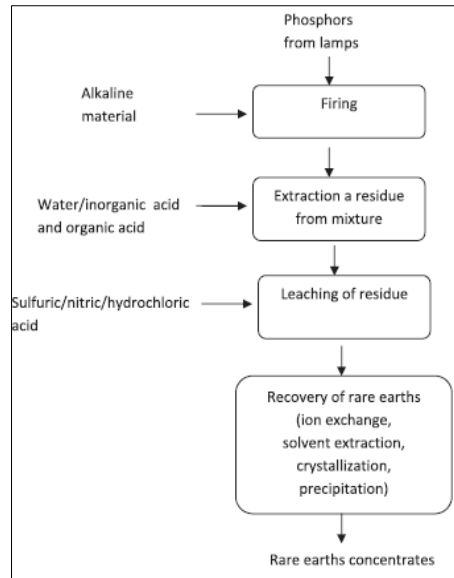 Phosphors
from lamps
Alkaline
material
Firing
Water/inorganic acid
and organic acid
Extraction a residue
from mixture
Sulfuric/nitric/hydrochloric
acid
Leaching of residue
Recovery of rare earths
(ion exchange,
solvent extraction,
crystallization,
precipitation)
Rare earths concentrates